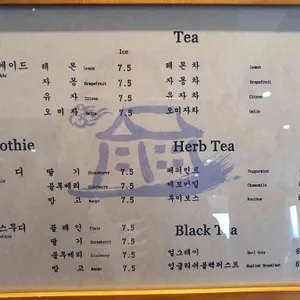 Tea
Ice
에이드 레 몬 Lemon 7.5 레 몬 차 Lemon
자 몽 Grapefruit 7.5 자 몽 차 Grapefruit
유 자 Citron 7.5 유 자 차 Citron
오 미 자 Omija 7.5 오 미 자 차 Omija
othie Herb Tea
디 딸 기 Strawberry 7.5 페퍼민트 Peppermint
블루베리 Blueberry 7.5 캐모마일 Chamomile
망 고 Mango 7.5 루이보스 Rooibos
스무디 플 레 인 Plain 7.5 Black Tea
딸 기 Strawberry 7.5
블루베리 Blueberry 7.5 얼그레이 Earl Grey 6
망 고 Mango 7.5 잉글리쉬블랙퍼스트 English Breakfast 6